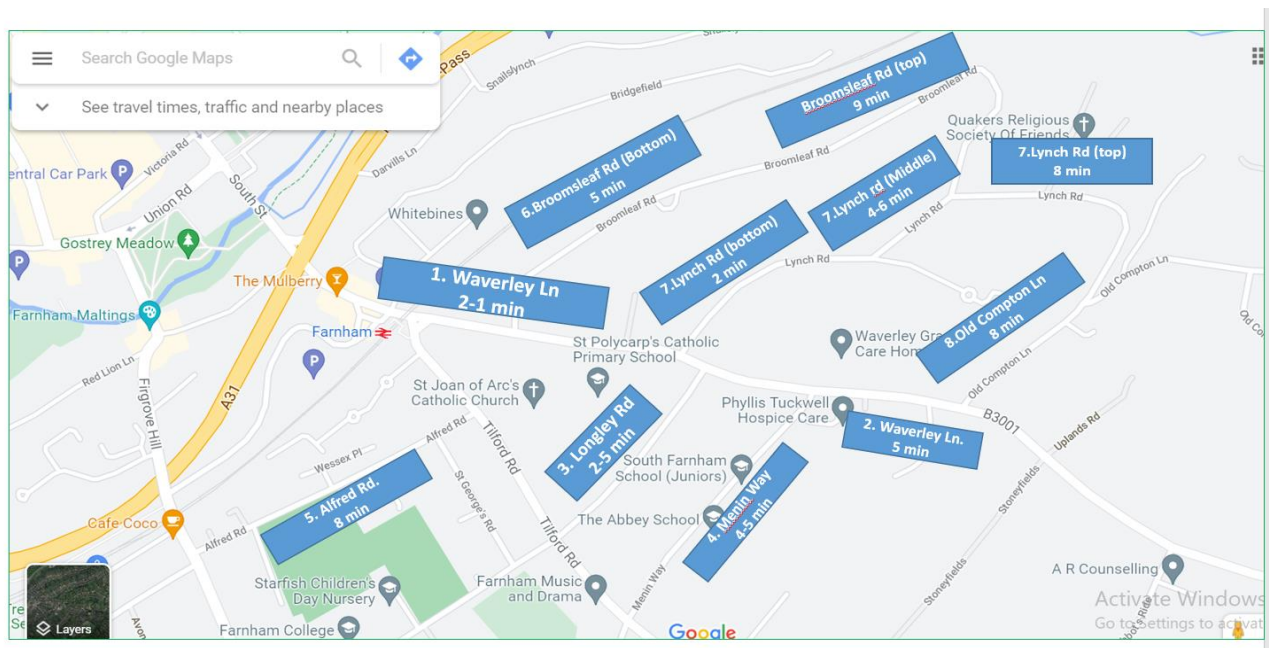 Search Google Maps
See travel times, traffic and nearby places
Pass
Snailslynch
Bridgefield
Broomsleaf Rd (top)
9 min
Broomleaf Rd
Quakers Religious
Society Of Friends
7.Lynch Rd (top)
8 min
Lynch Rd
Victoria Rd
entral Car Park
P
South St
Union Rd
Darvills Ln
6.Broomsleaf Rd (Bottom)
5 min
Broomleaf Rd
Broomleaf Rd
7.Lynch rd (Middle)
4-6 min
Lynch Rd
Whitebines
Gostrey Meadow
P
The Mulberry
1. Waverley Ln
2-1 min
7.Lynch Rd (bottom)
2 min
Lynch Rd
8.Old Compton Ln
8 min
Old Compton Ln
Old Co
Farnham Maltings
Farnham
P
St Polycarp's Catholic
Primary School
Waverley Gra
Care Hom
Old Compton Ln
Red Lion Ln
Firgrove Hill
A31
St Joan of Arc's
Catholic Church
Tilford Rd
3. Longley Rd
2-5 min
Phyllis Tuckwell
Hospice Care
2. Waverley Ln.
5 min
B3001
Uplands Rd
Alfred Rd
Wessex Pl
5. Alfred Rd.
8 min
St George's Rd
South Farnham
School (Juniors)
4. Menin Way
4-5 min
Stoneyfields
The Abbey School
Cafe Coco
Alfred Rd
Tilford Rd
Menin Way
Stoneyfields
A R Counselling
Starfish Children's
Day Nursery
Farnham Music
and Drama
Farnham College
Layers
Google
Activate Windows
Go to Settings to activat